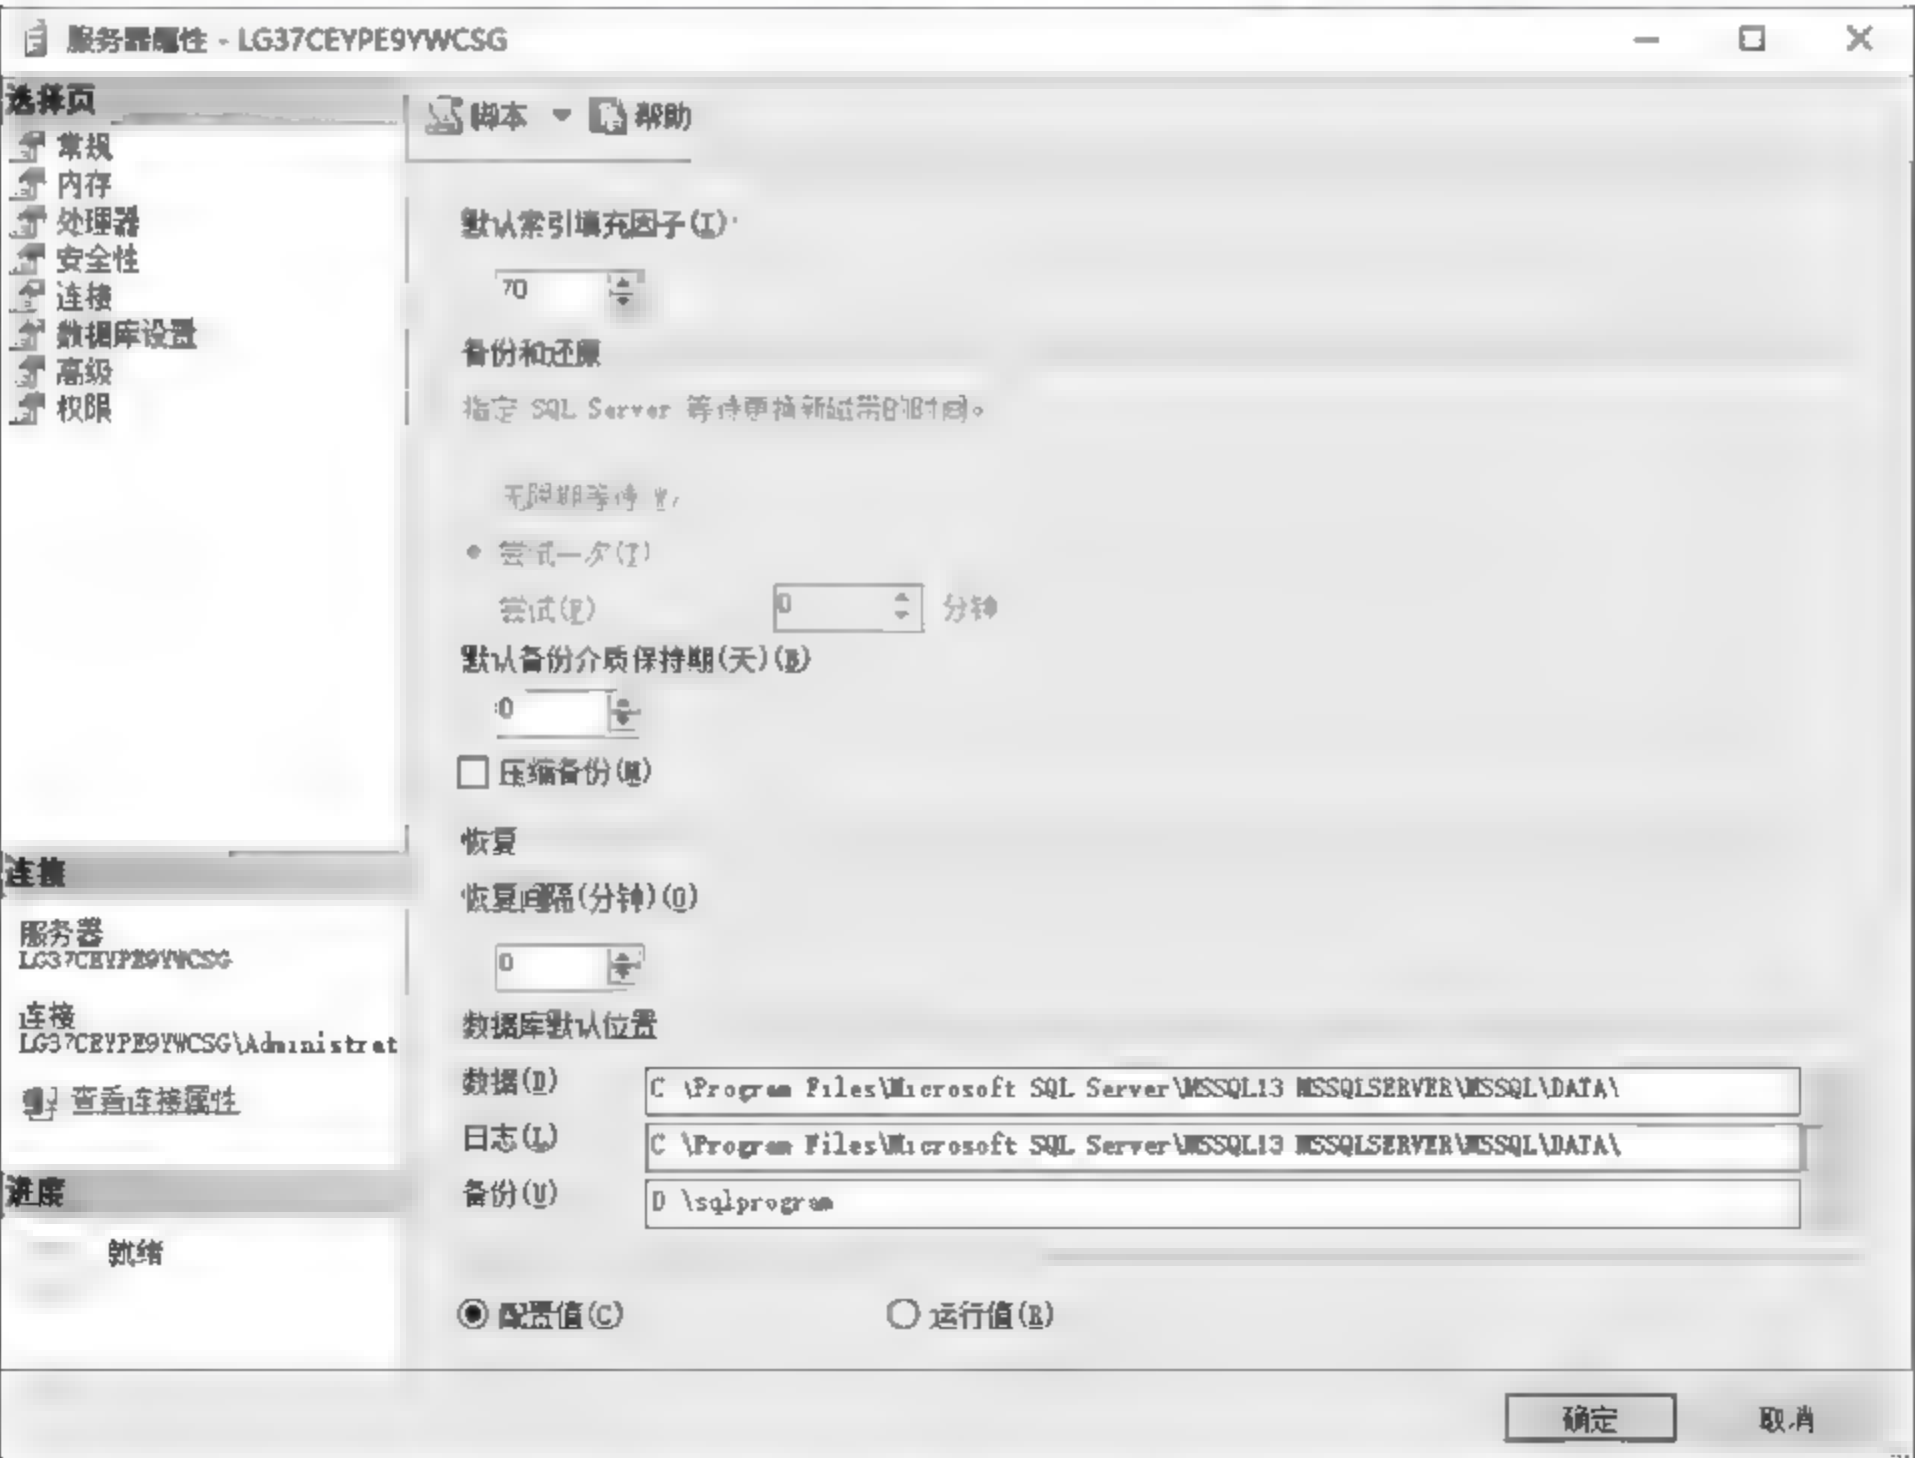 服务器属性 - LG37CEYPE9YWCSG
选择页
常规
内存
处理器
安全性
连接
数据库设置
高级
权限
脚本 帮助
默认索引填充因子(I):
70
备份和还原
指定 SQL Server 等待更换新磁带的时间。
无限期等待
尝试一次(T)
尝试(F) 0 分钟
默认备份介质保持期(天)(B)
0
压缩备份(M)
恢复
恢复间隔(分钟)(O)
0
数据库默认位置
数据(D) C \Program Files\Microsoft SQL Server\MSSQL13 MSSQLSERVER\MSSQL\DATA\
日志(L) C \Program Files\Microsoft SQL Server\MSSQL13 MSSQLSERVER\MSSQL\DATA\
备份(U) D \sqlprogram
配置值(C) 运行值(R)
连接
服务器
LG37CEYPE9YWCSG
连接
LG37CEYPE9YWCSG\Administrat
查看连接属性
进度
就绪
确定 取消